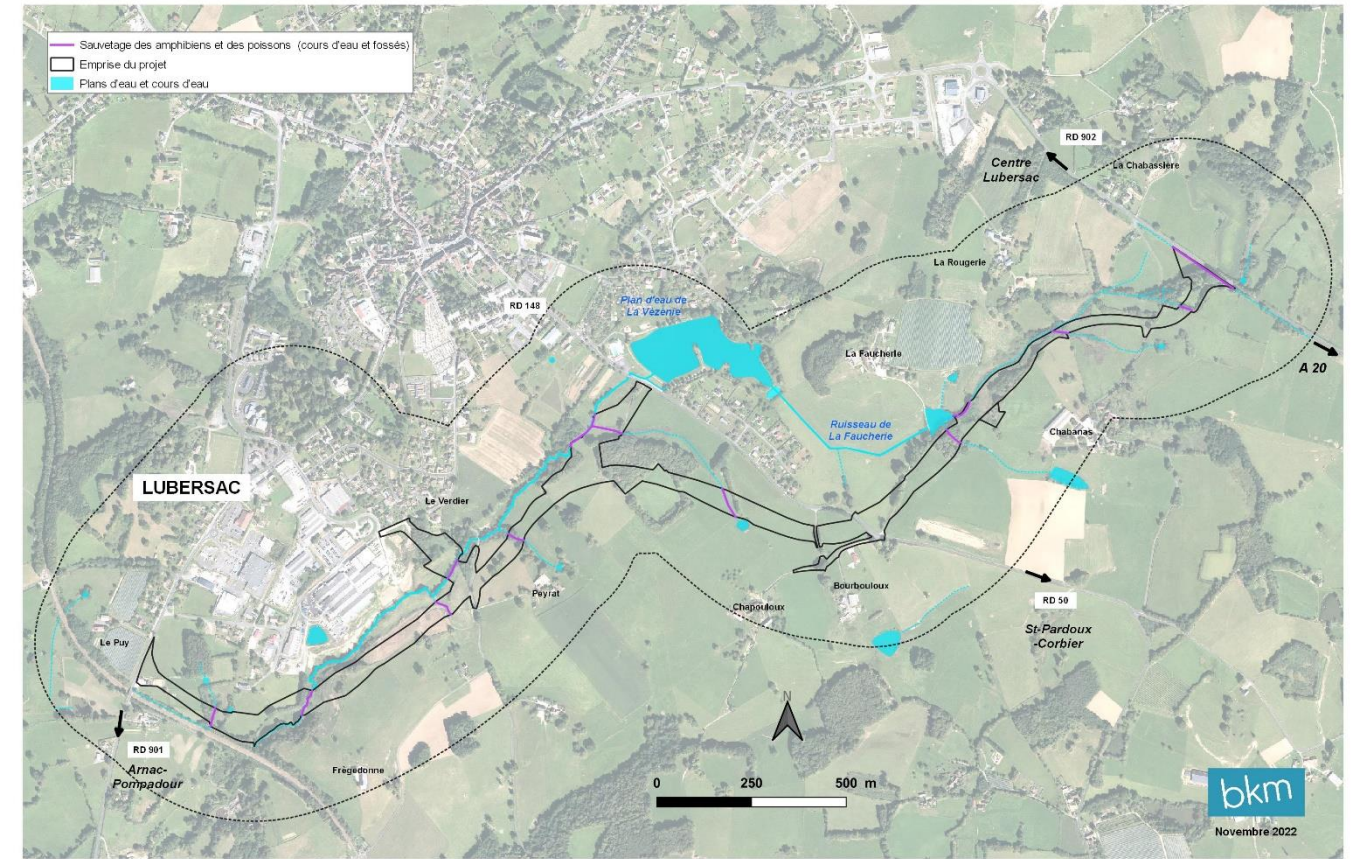 Sauvetage des amphibiens et des poissons (cours d'eau et fossés)
Emprise du projet
Plans d'eau et cours d'eau
RD 902
Centre
Lubersac
La Chabassière
La Rougerie
RD 148
Plan d'eau de
La Vézénie
La Faucherie
A 20
Ruisseau de
La Faucherie
Chabanas
LUBERSAC
Le Verdier
Peyrat
Bourbouloux
Chapouloux
RD 50
St-Pardoux
-Corbier
Le Puy
RD 901
Arnac-
Pompadour
Frégedonne
N
0 250 500 m
bkm
Novembre 2022